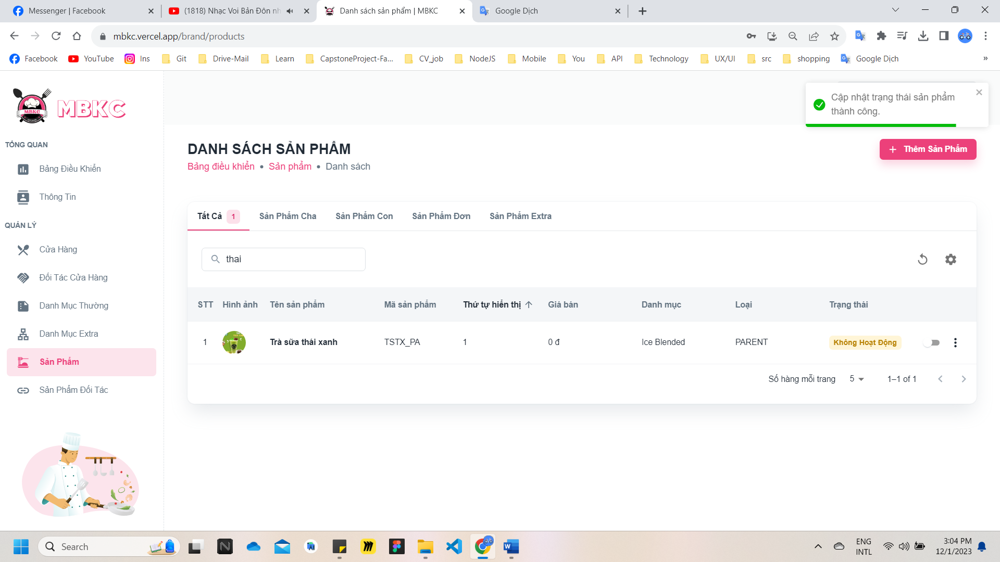 Messenger | Facebook
(1818) Nhạc Voi Bản Đôn nh
Danh sách sản phẩm | MBKC
Google Dịch
mbkc.vercel.app/brand/products
Facebook
YouTube
Ins
Git
Drive-Mail
Learn
CapstoneProject-Fa...
CV_job
NodeJS
Mobile
You
API
Technology
UX/UI
src
shopping
Google Dịch
»
MBKC
MBKC
Cập nhật trạng thái sản phẩm
thành công.
TỔNG QUAN
Bảng Điều Khiển
Thông Tin
QUẢN LÝ
Cửa Hàng
Đối Tác Cửa Hàng
Danh Mục Thường
Danh Mục Extra
Sản Phẩm
Sản Phẩm Đối Tác
DANH SÁCH SẢN PHẨM
Bảng điều khiển • Sản phẩm • Danh sách
Thêm Sản Phẩm
Tất Cả 1
Sản Phẩm Cha
Sản Phẩm Con
Sản Phẩm Đơn
Sản Phẩm Extra
thai
STT Hình ảnh Tên sản phẩm Mã sản phẩm Thứ tự hiển thị Giá bán Danh mục Loại Trạng thái
1 Trà sữa thái xanh TSTX_PA 1 0 đ Ice Blended PARENT Không Hoạt Động
Số hàng mỗi trang 5 1–1 of 1
Search
ENG
INTL
3:04 PM
12/1/2023